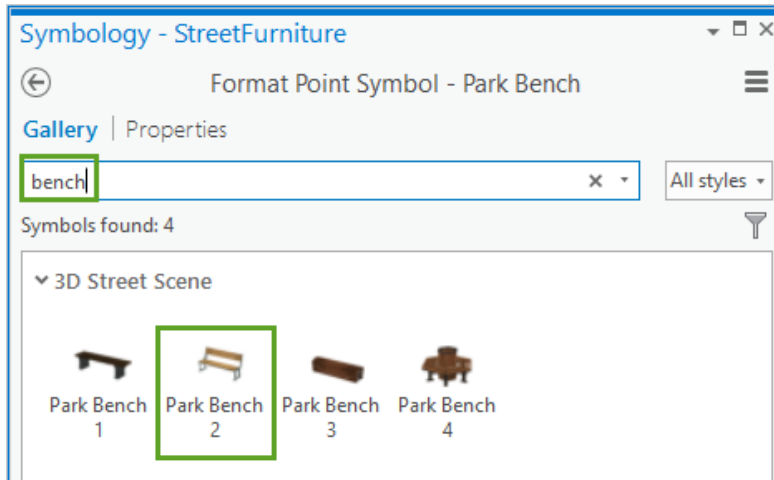 Symbology - StreetFurniture
Format Point Symbol - Park Bench
Gallery | Properties
bench
All styles
Symbols found: 4
3D Street Scene
Park Bench 1
Park Bench 2
Park Bench 3
Park Bench 4